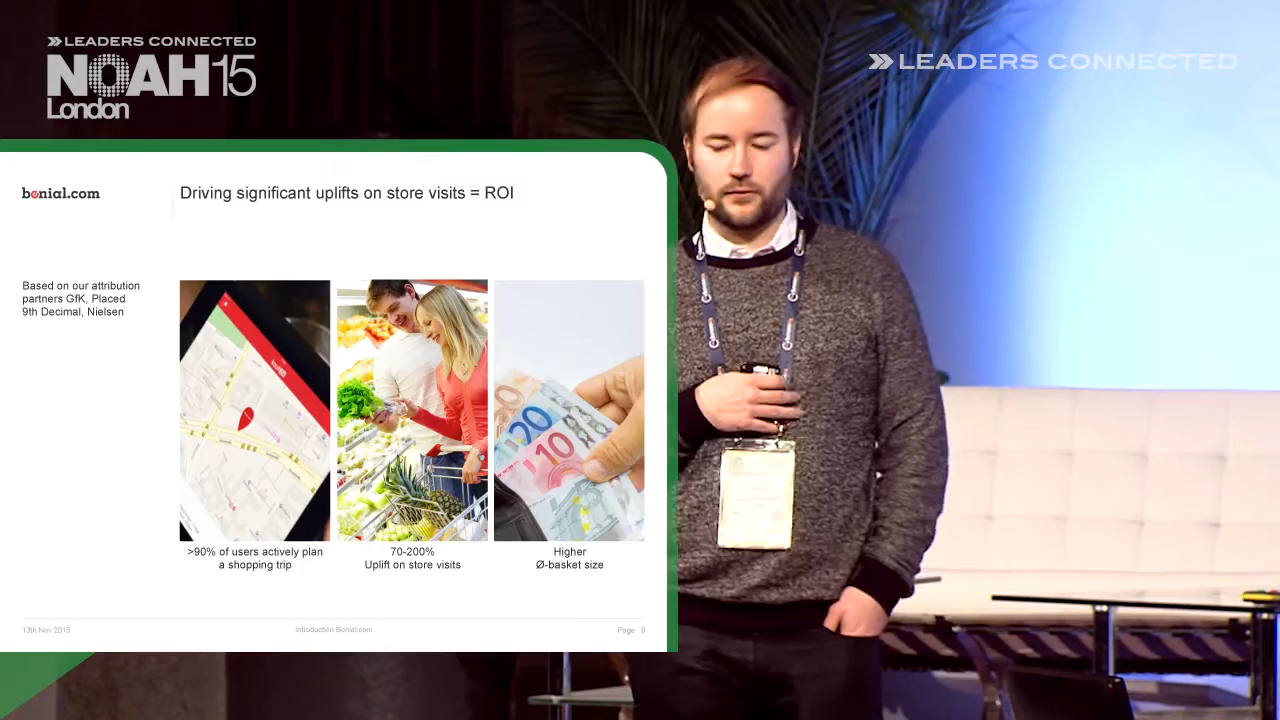 LEADERS CONNECTED
NOAH15
London
LEADERS CONNECTED
bonial.com
Driving significant uplifts on store visits = ROI
Based on our attribution
partners GfK, Placed
9th Decimal, Nielsen
20
10
>90% of users actively plan
a shopping trip
70-200%
Uplift on store visits
Higher
Ø-basket size
13th Nov 2015
introduction Bonial.com
Page 9